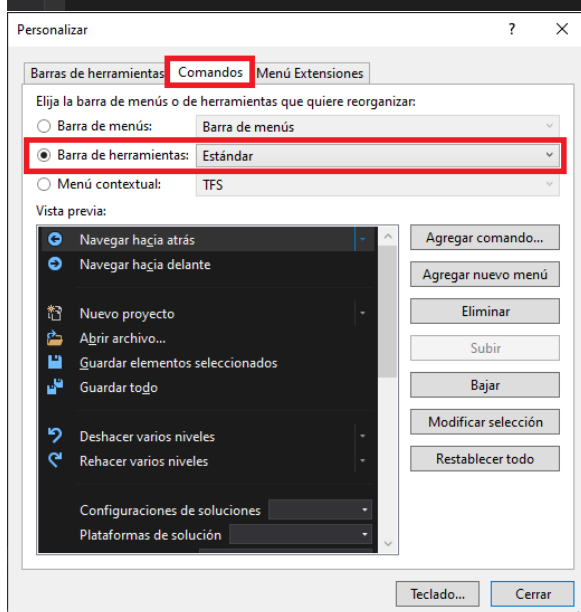 Personalizar
Barras de herramientas Comandos Menú Extensiones
Elija la barra de menús o de herramientas que quiere reorganizar:
Barra de menús: Barra de menús
Barra de herramientas: Estándar
Menú contextual: TFS
Vista previa:
Navegar hacia atrás
Navegar hacia delante
Nuevo proyecto
Abrir archivo...
Guardar elementos seleccionados
Guardar todo
Deshacer varios niveles
Rehacer varios niveles
Configuraciones de soluciones
Plataformas de solución
Agregar comando...
Agregar nuevo menú
Eliminar
Subir
Bajar
Modificar selección
Restablecer todo
Teclado... Cerrar